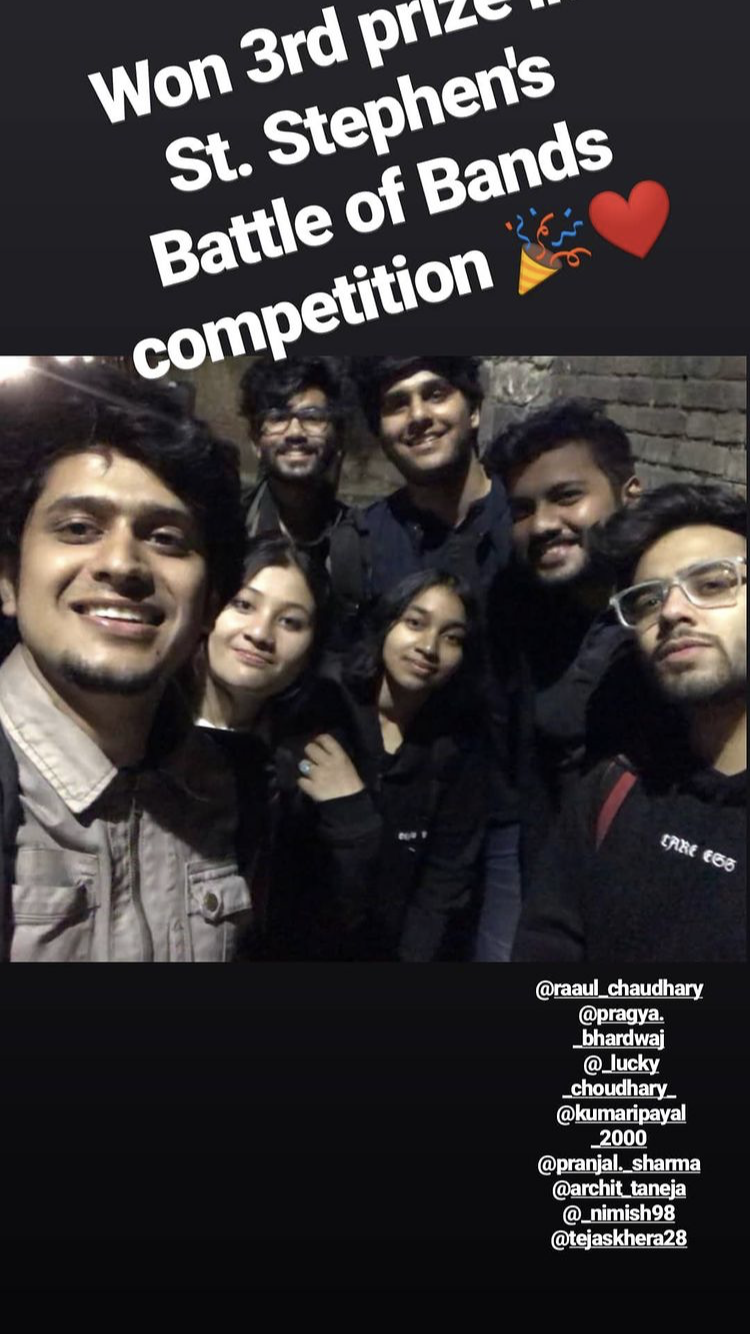 Won 3rd prize in
St. Stephen's
Battle of Bands
competition 🎉❤️
@raaul_chaudhary
@pragya.
_bhardwaj
@_lucky
_choudhary_
@kumaripayal
_2000
@pranjal._sharma
@archit_taneja
@_nimish98
@tejaskhera28